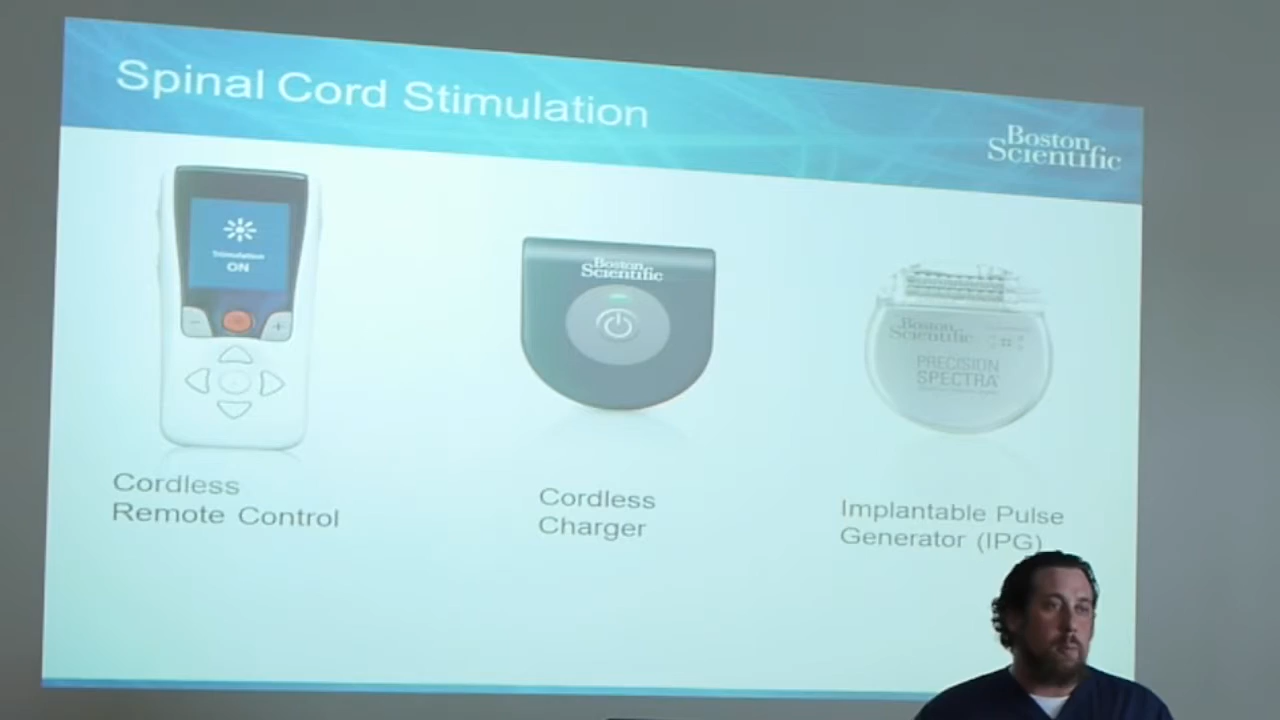 Spinal Cord Stimulation
Boston
Scientific
Stimulation
ON
Boston
Scientific
Boston
Scientific
PRECISION
SPECTRA
Cordless
Remote Control
Cordless
Charger
Implantable Pulse
Generator (IPG)